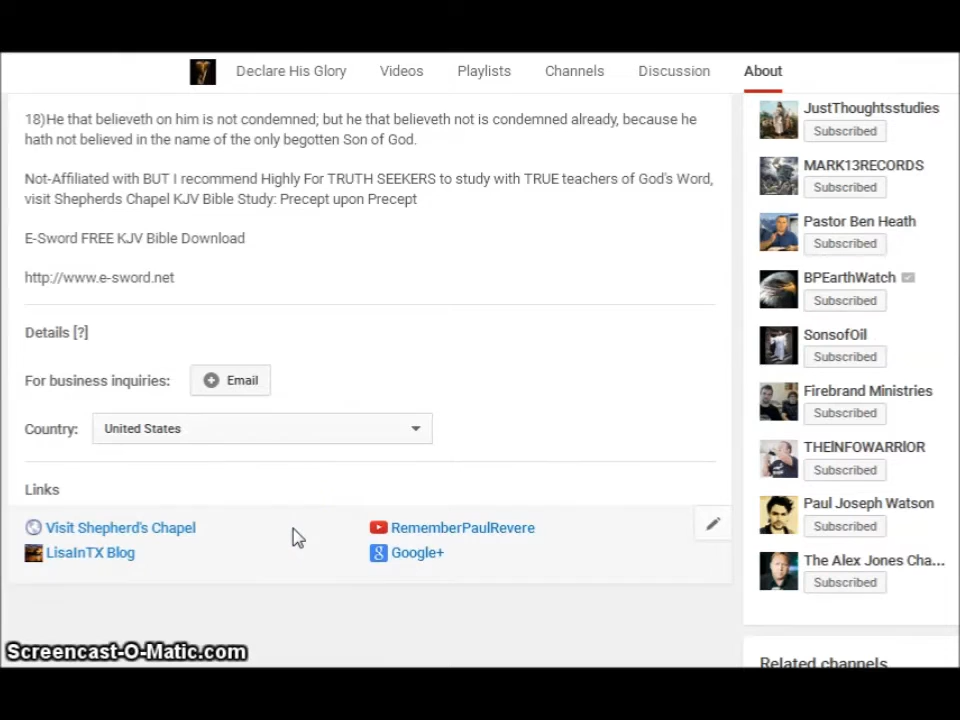 Declare His Glory Videos Playlists Channels Discussion About
18)He that believeth on him is not condemned; but he that believeth not is condemned already, because he
hath not believed in the name of the only begotten Son of God.
Not-Affiliated with BUT I recommend Highly For TRUTH SEEKERS to study with TRUE teachers of God's Word,
visit Shepherds Chapel KJV Bible Study: Precept upon Precept
E-Sword FREE KJV Bible Download
http://www.e-sword.net
Details [?]
For business inquiries: Email
Country: United States
Links
Visit Shepherd's Chapel RememberPaulRevere
LisaInTX Blog Google+
JustThoughtsstudies
Subscribed
MARK13RECORDS
Subscribed
Pastor Ben Heath
Subscribed
BPEarthWatch
Subscribed
SonsofOil
Subscribed
Firebrand Ministries
Subscribed
THElNFOWARRlOR
Subscribed
Paul Joseph Watson
Subscribed
The Alex Jones Cha...
Subscribed
Related channels
Screencast-O-Matic.com